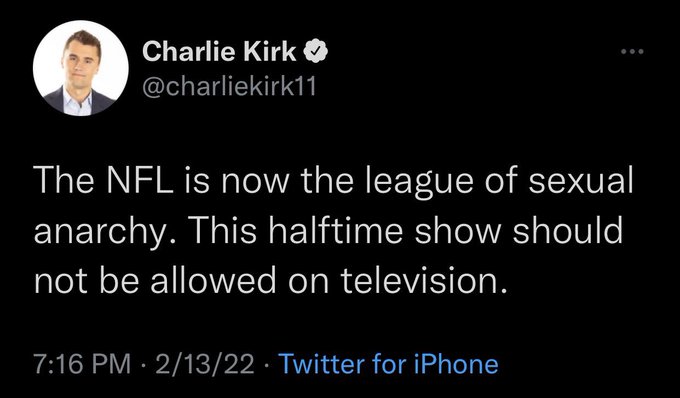 Charlie Kirk
@charliekirk11
The NFL is now the league of sexual
anarchy. This halftime show should
not be allowed on television.
7:16 PM · 2/13/22 · Twitter for iPhone